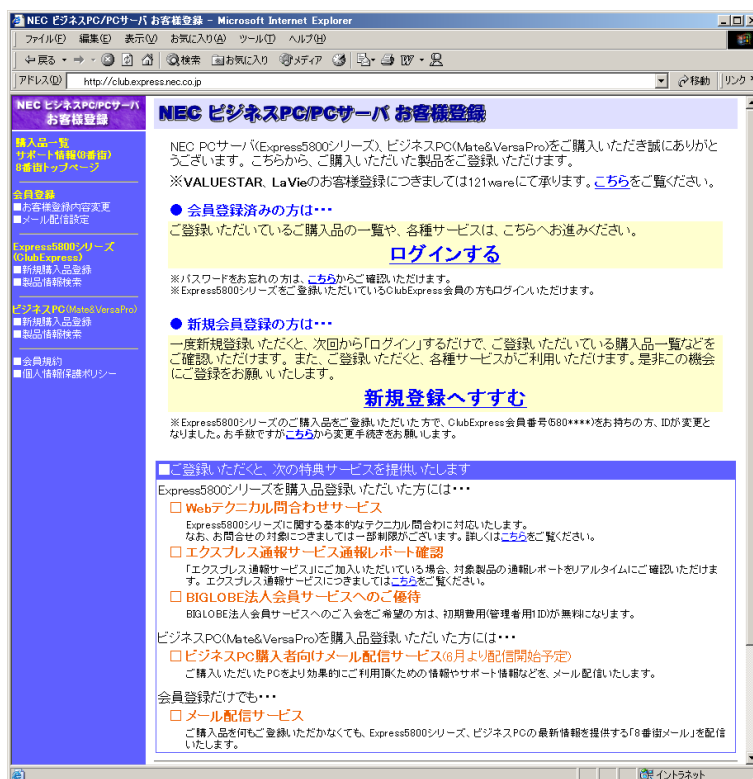 NEC ビジネスPC/PCサーバ お客様登録 - Microsoft Internet Explorer
ファイル(F) 編集(E) 表示(V) お気に入り(A) ツール(T) ヘルプ(H)
戻る 検索 お気に入り メディア
アドレス(D) http://club.express.nec.co.jp 移動 リンク
NEC ビジネスPC/PCサーバ
お客様登録
購入品一覧
サポート情報(8番街)
8番街トップページ
会員登録
■お客様登録内容変更
■メール配信設定
Express5800シリーズ
(ClubExpress)
■新規購入品登録
■製品情報検索
ビジネスPC(Mate&VersaPro)
■新規購入品登録
■製品情報検索
■会員規約
■個人情報保護ポリシー
NEC ビジネスPC/PCサーバ お客様登録
NEC PCサーバ(Express5800シリーズ)、ビジネスPC(Mate&VersaPro)をご購入いただき誠にありがと
うございます。こちらから、ご購入いただいた製品をご登録いただけます。
※VALUESTAR、LaVieのお客様登録につきましては121wareにて承ります。こちらをご覧ください。
● 会員登録済みの方は・・・
ご登録いただいているご購入品の一覧や、各種サービスは、こちらへお進みください。
ログインする
※パスワードをお忘れの方は、こちらからご確認いただけます。
※Express5800シリーズをご登録いただいているClubExpress会員の方もログインいただけます。
● 新規会員登録の方は・・・
一度新規登録いただくと、次回から「ログイン」するだけで、ご登録いただいている購入品一覧などを
ご確認いただけます。また、ご登録いただくと、各種サービスがご利用いただけます。是非この機会
にご登録をお願いいたします。
新規登録へすすむ
※Express5800シリーズのご購入品をご登録いただいた方で、ClubExpress会員番号(580****)をお持ちの方、IDが変更と
なりました。お手数ですがこちらから変更手続きをお願いします。
■ご登録いただくと、次の特典サービスを提供いたします
Express5800シリーズを購入品登録いただいた方には・・・
□ Webテクニカル問合わせサービス
Express5800シリーズに関する基本的なテクニカル問合わに対応いたします。
なお、お問合せの対象につきましては一部制限がございます。詳しくはこちらをご覧ください。
□ エクスプレス通報サービス通報レポート確認
「エクスプレス通報サービス」にご加入いただいている場合、対象製品の通報レポートをリアルタイムにご確認いただけま
す。エクスプレス通報サービスにつきましてはこちらをご覧ください。
□ BIGLOBE法人会員サービスへのご優待
BIGLOBE法人会員サービスへのご入会をご希望の方は、初期費用(管理者用1ID)が無料になります。
ビジネスPC(Mate&VersaPro)を購入品登録いただいた方には・・・
□ ビジネスPC購入者向けメール配信サービス(6月より配信開始予定)
ご購入いただいたPCをより効果的にご利用頂くための情報やサポート情報などを、メール配信いたします。
会員登録だけでも・・・
□ メール配信サービス
ご購入品を何もご登録いただかなくても、Express5800シリーズ、ビジネスPCの最新情報を提供する「8番街メール」を配信
いたします。
イントラネット